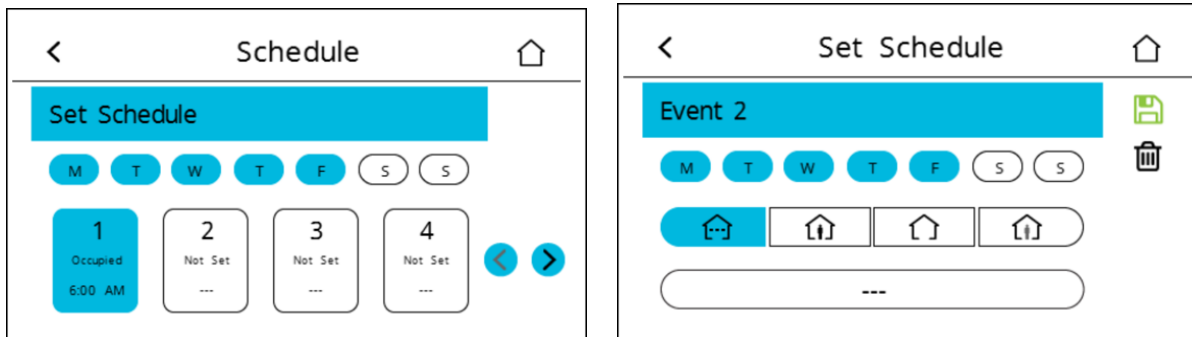 Schedule
Set Schedule
M T W T F S S
1 2 3 4
Occupied Not Set Not Set Not Set
6:00 AM --- --- ---
Set Schedule
Event 2
M T W T F S S
---
---